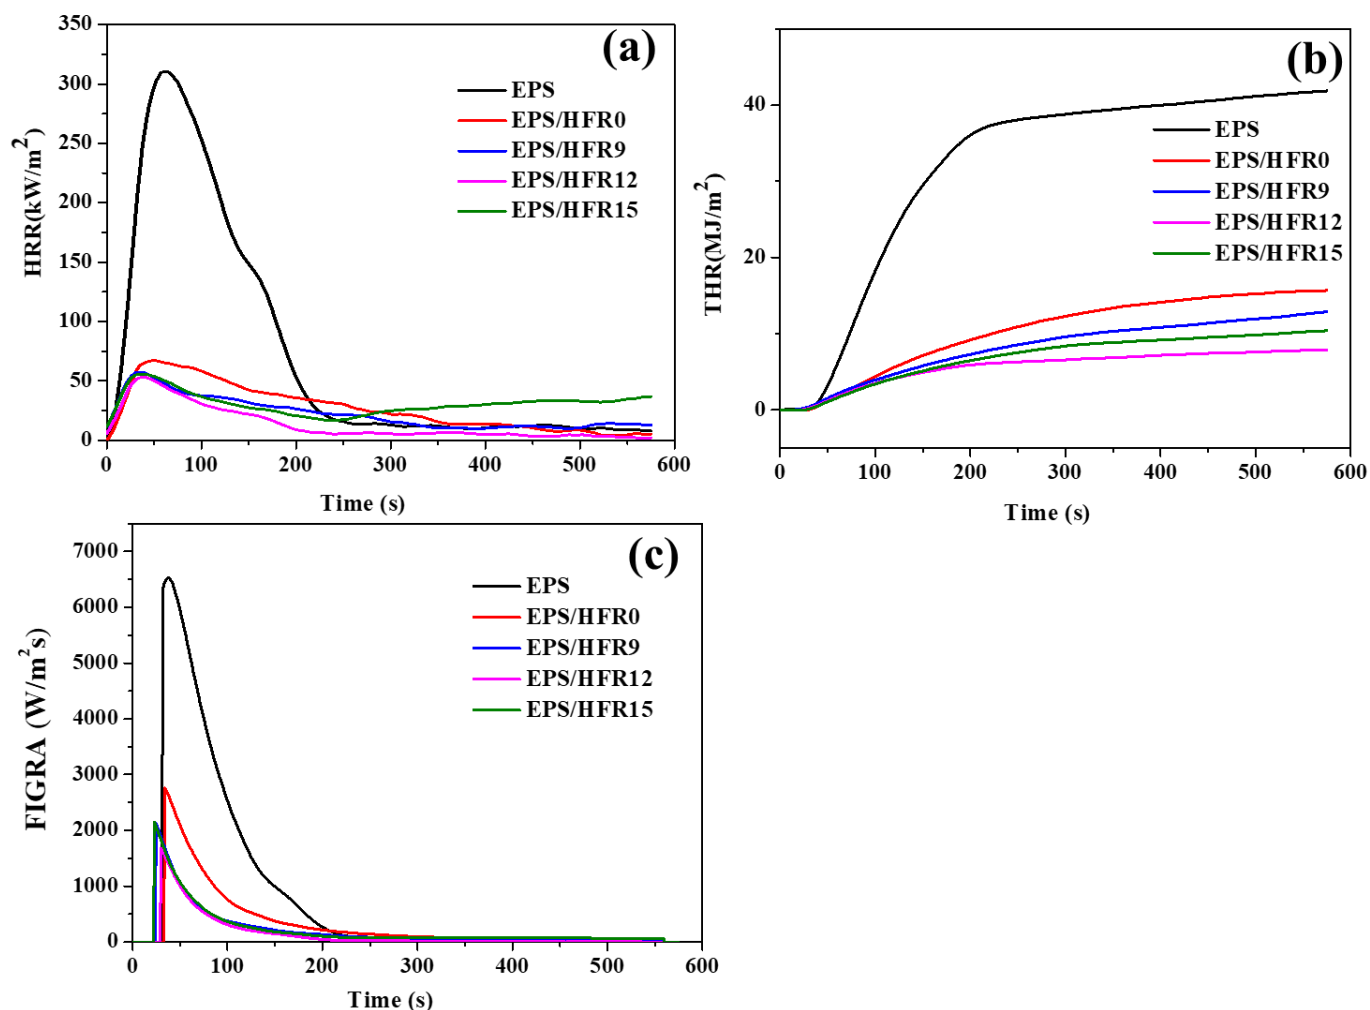 (a)
350
300
250
200
150
100
50
0
HRR(kW/m²)
EPS
EPS/HFR0
EPS/HFR9
EPS/HFR12
EPS/HFR15
0 100 200 300 400 500 600
Time (s)
(b)
40
20
0
THR(MJ/m²)
EPS
EPS/HFR0
EPS/HFR9
EPS/HFR12
EPS/HFR15
0 100 200 300 400 500 600
Time (s)
(c)
7000
6000
5000
4000
3000
2000
1000
0
FIGRA (W/m²s)
EPS
EPS/HFR0
EPS/HFR9
EPS/HFR12
EPS/HFR15
0 100 200 300 400 500 600
Time (s)